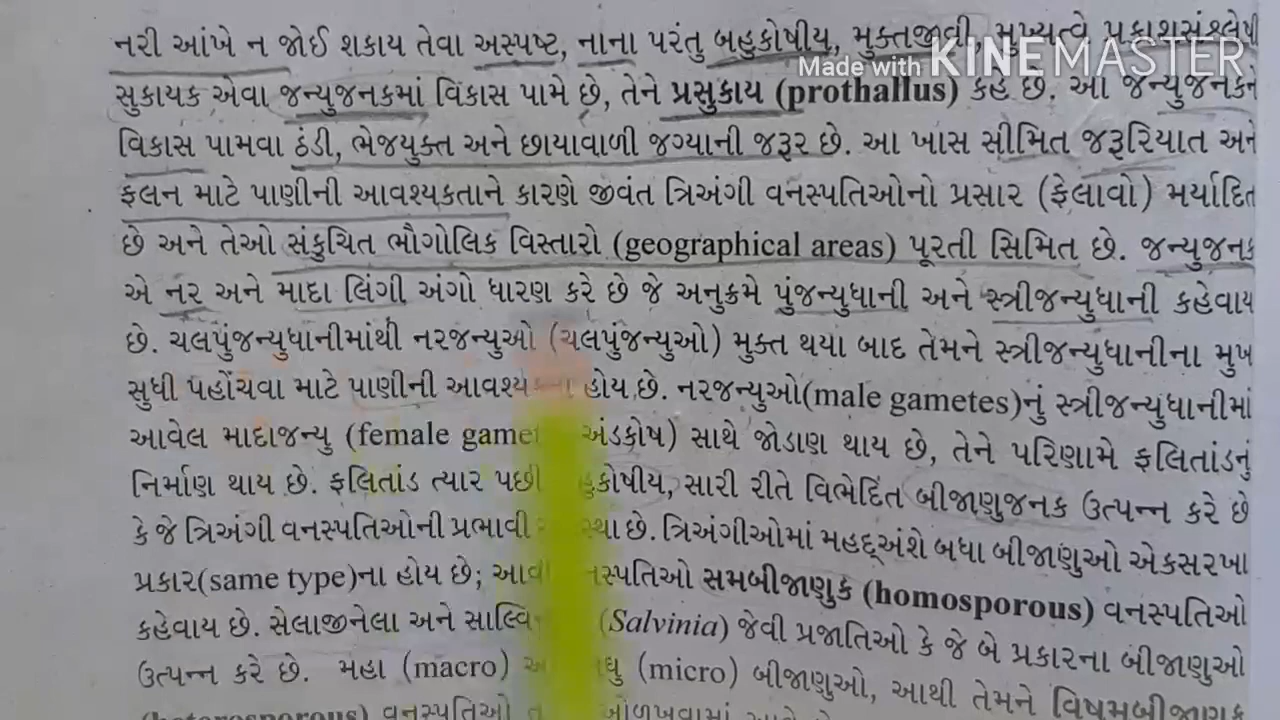 Made with KINEMASTER
નરી આંખે ન જોઈ શકાય તેવા અસ્પષ્ટ, નાના પરંતુ બહુકોષીય, મુક્તજીવી, મુખ્યત્વે પ્રકાશસંશ્લેષી
સુકાયક એવા જન્યુજનકમાં વિકાસ પામે છે, તેને પ્રસુકાય (prothallus) કહે છે. આ જન્યુજનકને
વિકાસ પામવા ઠંડી, ભેજયુક્ત અને છાયાવાળી જગ્યાની જરૂર છે. આ ખાસ સીમિત જરૂરિયાત અને
ફલન માટે પાણીની આવશ્યકતાને કારણે જીવંત ત્રિઅંગી વનસ્પતિઓનો પ્રસાર (ફેલાવો) મર્યાદિત
છે અને તેઓ સંકુચિત ભૌગોલિક વિસ્તારો (geographical areas) પૂરતી સિમિત છે. જન્યુજનક
એ નર અને માદા લિંગી અંગો ધારણ કરે છે જે અનુક્રમે પુંજન્યુધાની અને સ્ત્રીજન્યુધાની કહેવાય
છે. ચલપુંજન્યુધાનીમાંથી નરજન્યુઓ (ચલપુંજન્યુઓ) મુક્ત થયા બાદ તેમને સ્ત્રીજન્યુધાનીના મુખ
સુધી પહોંચવા માટે પાણીની હોય છે. નરજન્યુઓ(male gametes)નું સ્ત્રીજન્યુધાનીમાં
આવેલ માદાજન્યુ (female અંડકોષ) સાથે જોડાણ થાય છે, તેને પરિણામે ફલિતાંડનું
નિર્માણ થાય છે. ફલિતાંડ ત્યાર પછી સારી રીતે વિભેદિત બીજાણુજનક ઉત્પન્ન કરે છે
કે જે ત્રિઅંગી વનસ્પતિઓની પ્રભાવી છે. ત્રિઅંગીઓમાં મહદ્અંશે બધા બીજાણુઓ એકસરખા
પ્રકાર(same type)ના હોય છે; સમબીજાણુક (homosporous) વનસ્પતિઓ
કહેવાય છે. સેલાજીનેલા અને (Salvinia) જેવી પ્રજાતિઓ કે જે બે પ્રકારના બીજાણુઓ
ઉત્પન્ન કરે છે. મહા (macro) (micro) બીજાણુઓ, આથી તેમને વિષમબીજાણુક
વનસ્પતિઓ